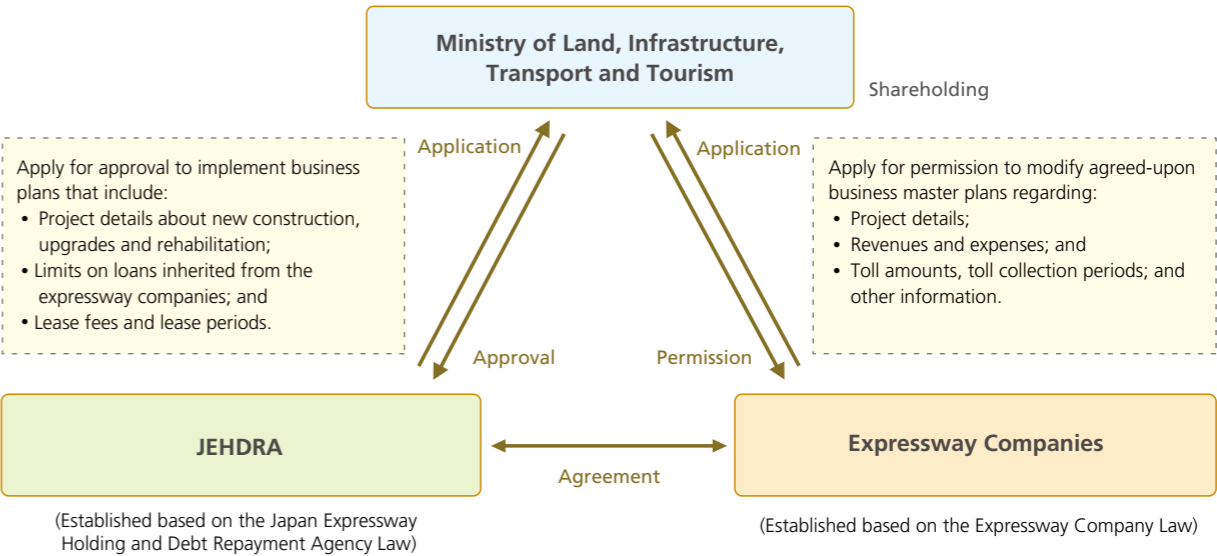 Ministry of Land, Infrastructure,
Transport and Tourism
Shareholding
Application
Application
Apply for approval to implement business
plans that include:
• Project details about new construction,
upgrades and rehabilitation;
• Limits on loans inherited from the
expressway companies; and
• Lease fees and lease periods.
Apply for permission to modify agreed-upon
business master plans regarding:
• Project details;
• Revenues and expenses; and
• Toll amounts, toll collection periods; and
other information.
Approval
Permission
JEHDRA
Expressway Companies
Agreement
(Established based on the Japan Expressway
Holding and Debt Repayment Agency Law)
(Established based on the Expressway Company Law)